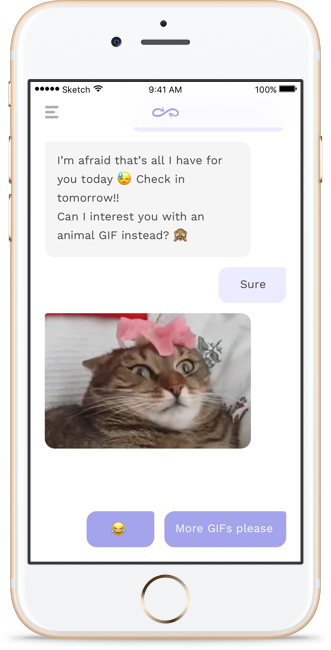 ●●●●● Sketch 9:41 AM 100%
I'm afraid that's all I have for
you today 😓 Check in
tomorrow!!
Can I interest you with an
animal GIF instead? 🙈
Sure
😂 More GIFs please